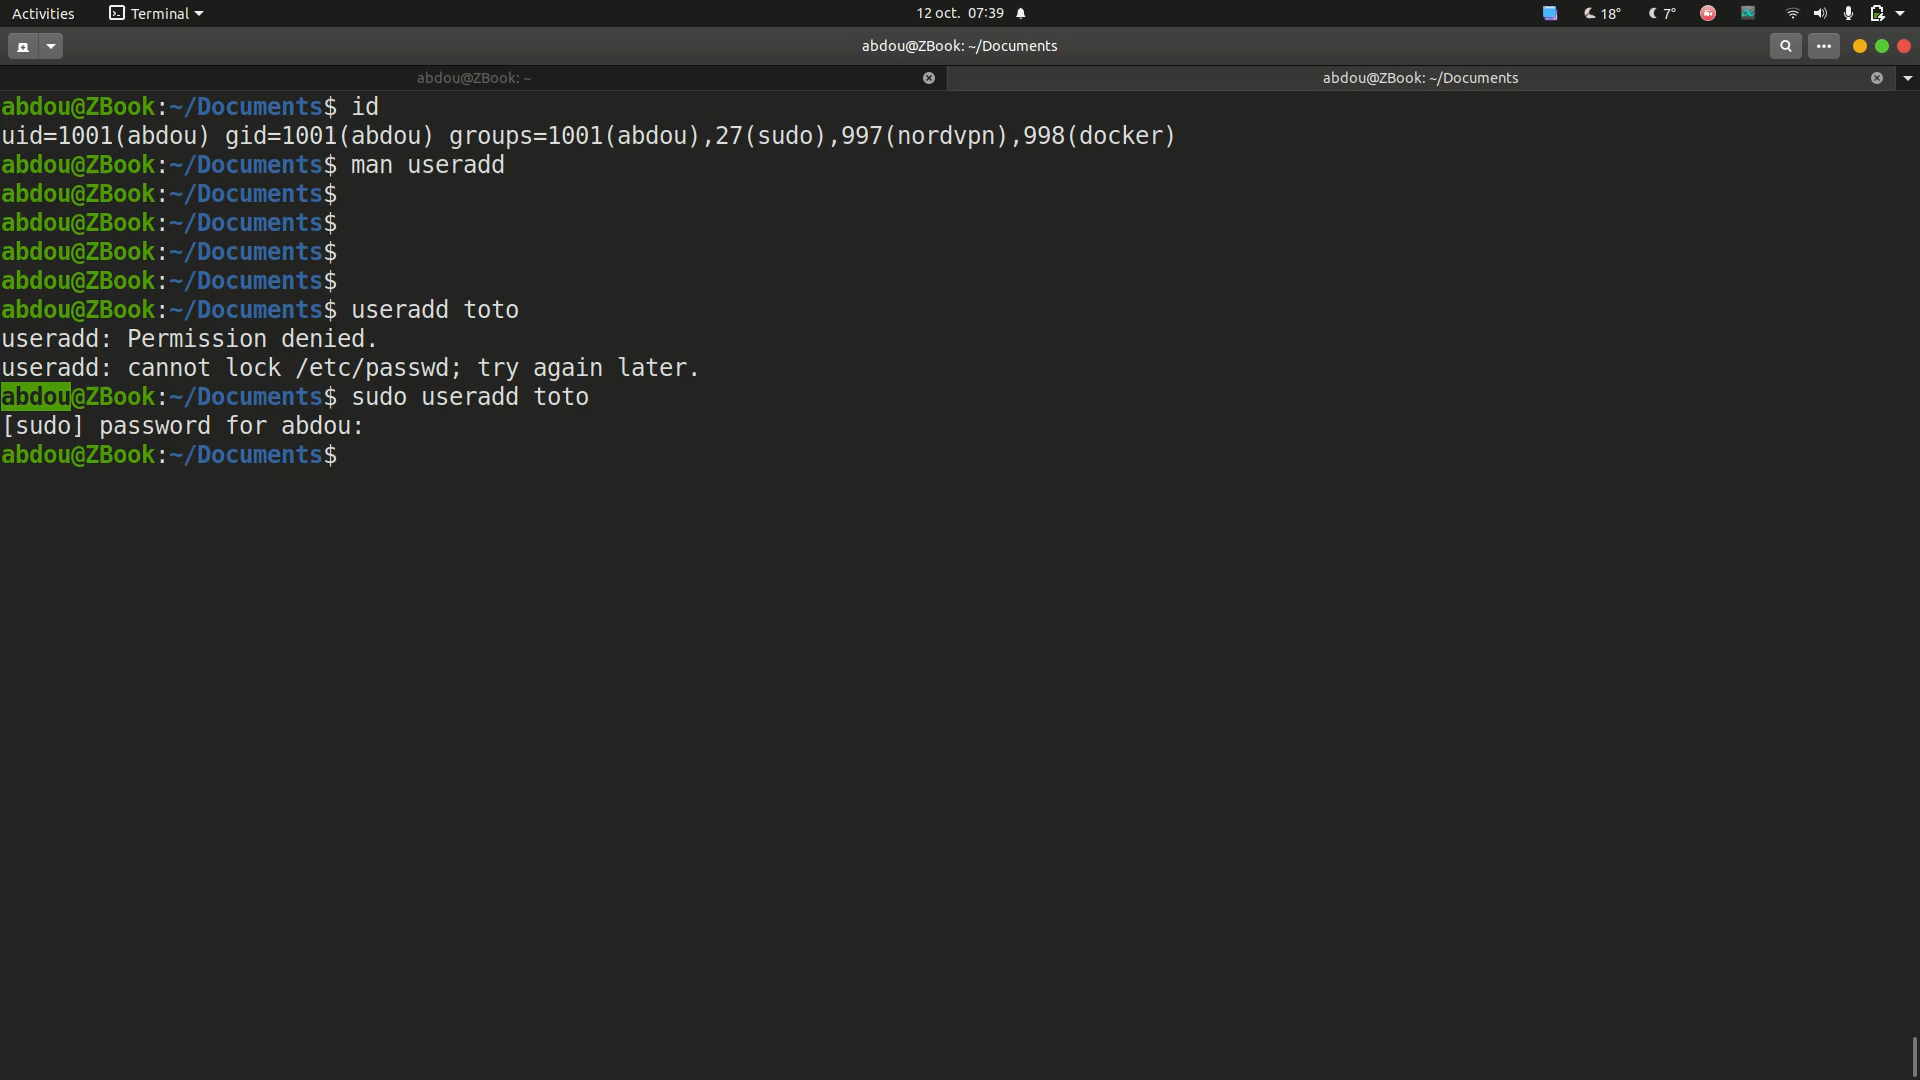 Activities Terminal 12 oct. 07:39 18° 7°
abdou@ZBook: ~/Documents
abdou@ZBook: ~ abdou@ZBook: ~/Documents
abdou@ZBook:~/Documents$ id
uid=1001(abdou) gid=1001(abdou) groups=1001(abdou),27(sudo),997(nordvpn),998(docker)
abdou@ZBook:~/Documents$ man useradd
abdou@ZBook:~/Documents$
abdou@ZBook:~/Documents$
abdou@ZBook:~/Documents$
abdou@ZBook:~/Documents$
abdou@ZBook:~/Documents$ useradd toto
useradd: Permission denied.
useradd: cannot lock /etc/passwd; try again later.
abdou@ZBook:~/Documents$ sudo useradd toto
[sudo] password for abdou:
abdou@ZBook:~/Documents$